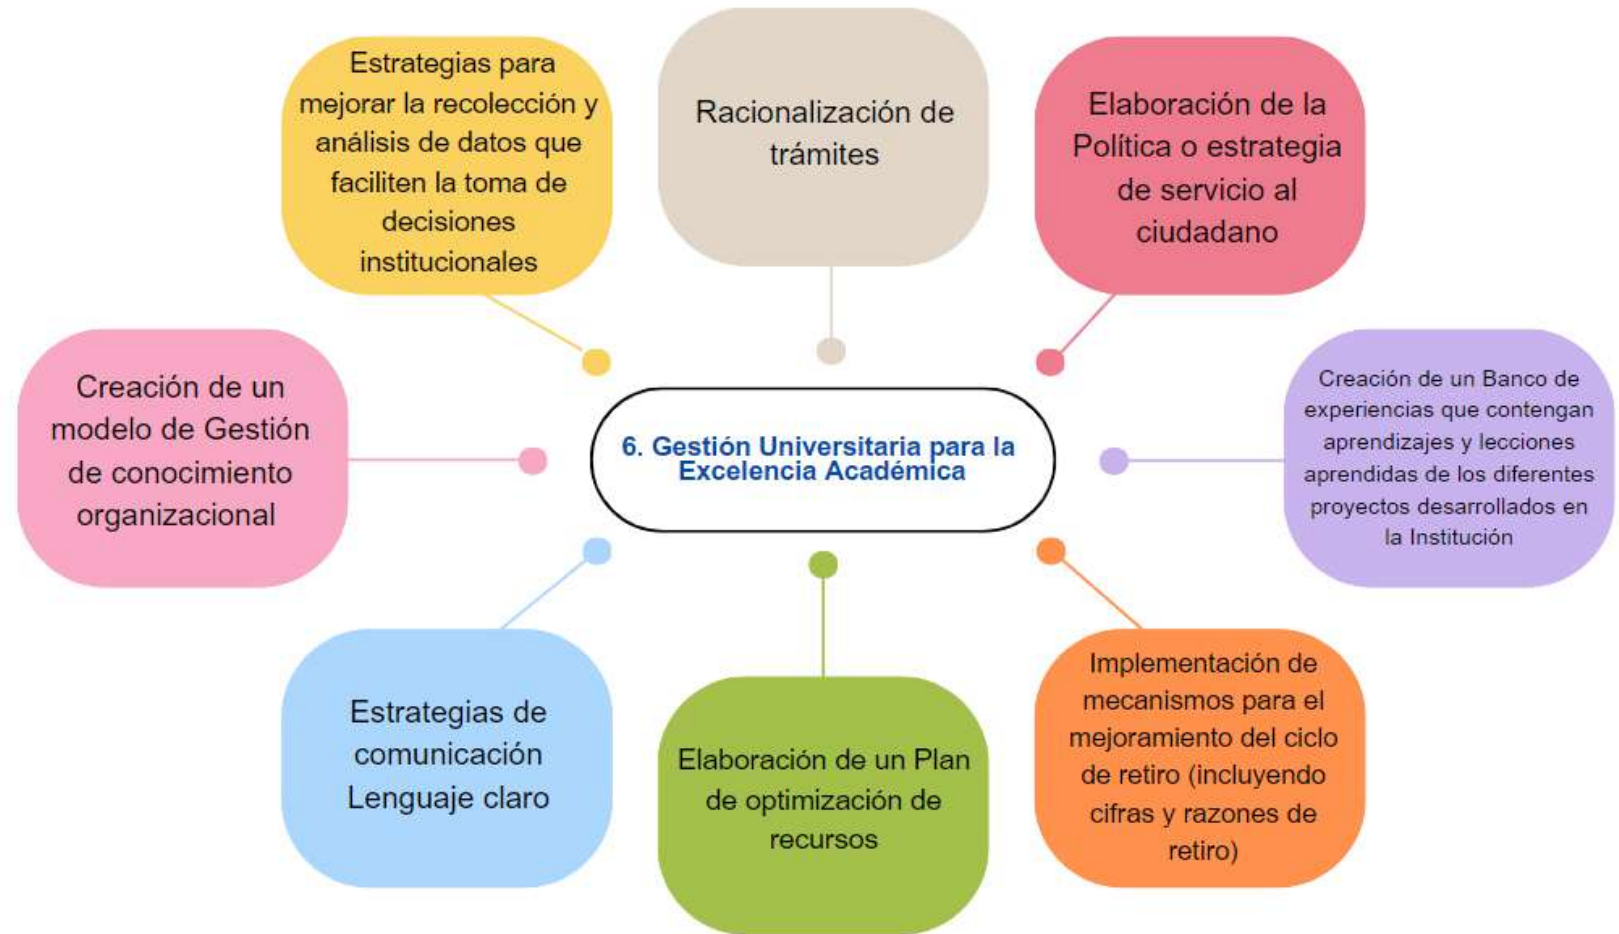 Estrategias para
mejorar la recolección y
análisis de datos que
faciliten la toma de
decisiones
institucionales
Racionalización de
trámites
Elaboración de la
Política o estrategia
de servicio al
ciudadano
Creación de un
modelo de Gestión
de conocimiento
organizacional
6. Gestión Universitaria para la
Excelencia Académica
Creación de un Banco de
experiencias que contengan
aprendizajes y lecciones
aprendidas de los diferentes
proyectos desarrollados en
la Institución
Estrategias de
comunicación
Lenguaje claro
Elaboración de un Plan
de optimización de
recursos
Implementación de
mecanismos para el
mejoramiento del ciclo
de retiro (incluyendo
cifras y razones de
retiro)